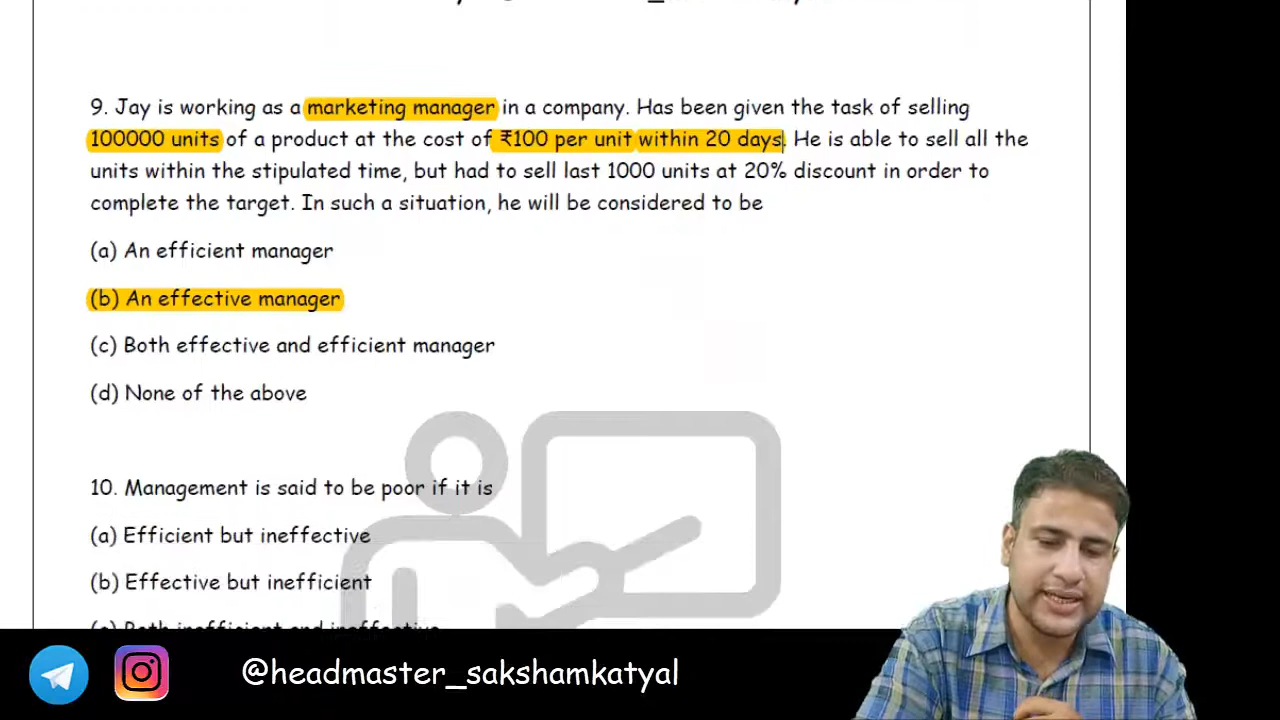 9. Jay is working as a marketing manager in a company. Has been given the task of selling
100000 units of a product at the cost of ₹100 per unit within 20 days. He is able to sell all the
units within the stipulated time, but had to sell last 1000 units at 20% discount in order to
complete the target. In such a situation, he will be considered to be
(a) An efficient manager
(b) An effective manager
(c) Both effective and efficient manager
(d) None of the above
10. Management is said to be poor if it is
(a) Efficient but ineffective
(b) Effective but inefficient
(c) Both inefficient and ineffective
@headmaster_sakshamkatyal